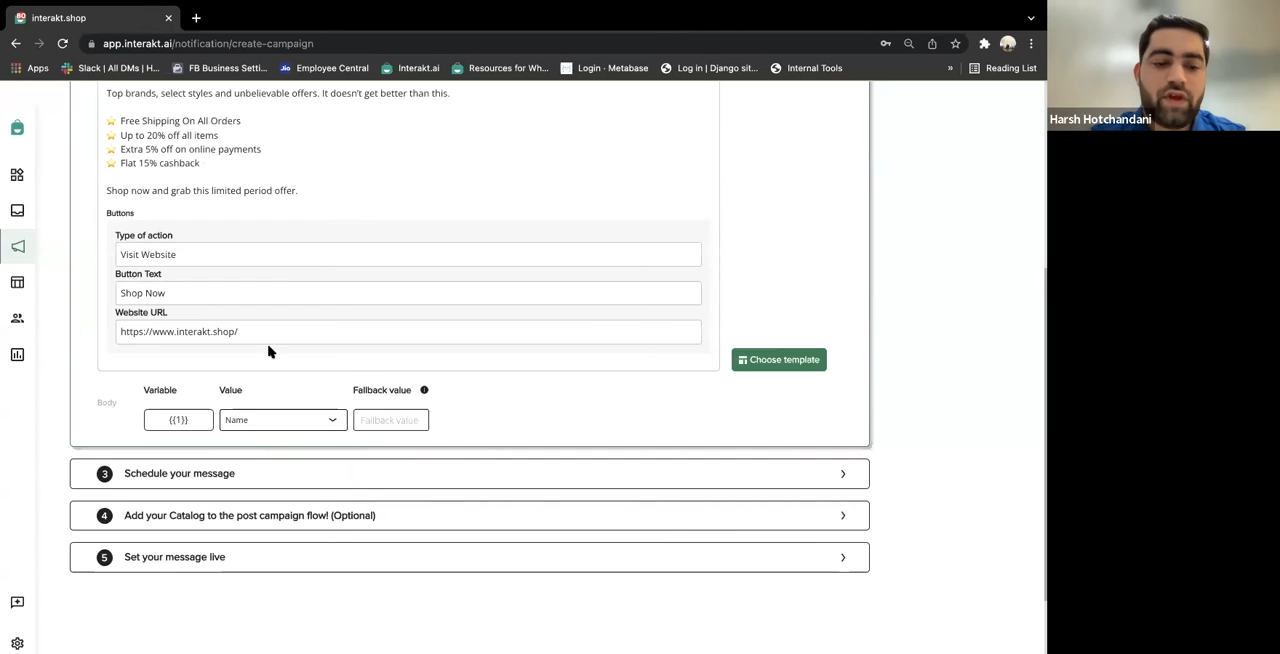 interakt.shop
app.interakt.ai/notification/create-campaign
Apps
Slack | All DMs | H...
FB Business Setti...
Employee Central
Interakt.ai
Resources for Wh...
Login · Metabase
Log in | Django sit...
Internal Tools
»
Reading List
Harsh Hotchandani
Top brands, select styles and unbelievable offers. It doesn't get better than this.
Free Shipping On All Orders
Up to 20% off all items
Extra 5% off on online payments
Flat 15% cashback
Shop now and grab this limited period offer.
Buttons
Type of action
Visit Website
Button Text
Shop Now
Website URL
https://www.interakt.shop/
Choose template
Variable Value Fallback value
Body
{{1}} Name Fallback value
3 Schedule your message
4 Add your Catalog to the post campaign flow! (Optional)
5 Set your message live